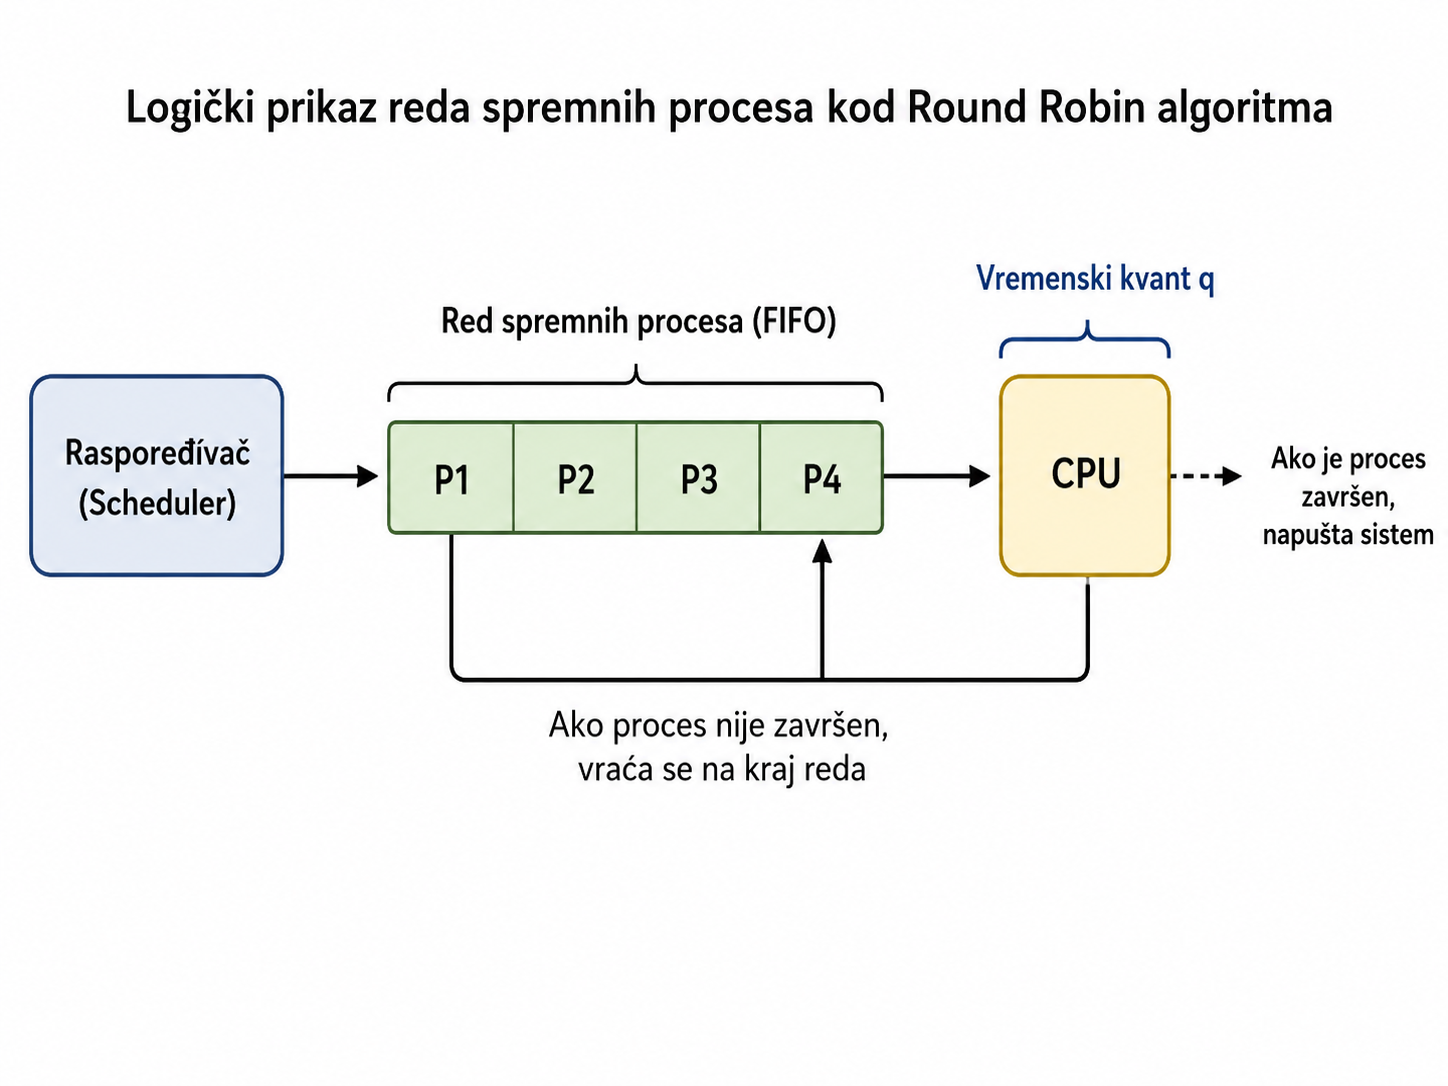 Logički prikaz reda spremnih procesa kod Round Robin algoritma
Vremenski kvant q
Red spremnih procesa (FIFO)
Raspoređívač
(Scheduler)
P1
P2
P3
P4
CPU
Ako je proces
završen,
napušta sistem
Ako proces nije završen,
vraća se na kraj reda